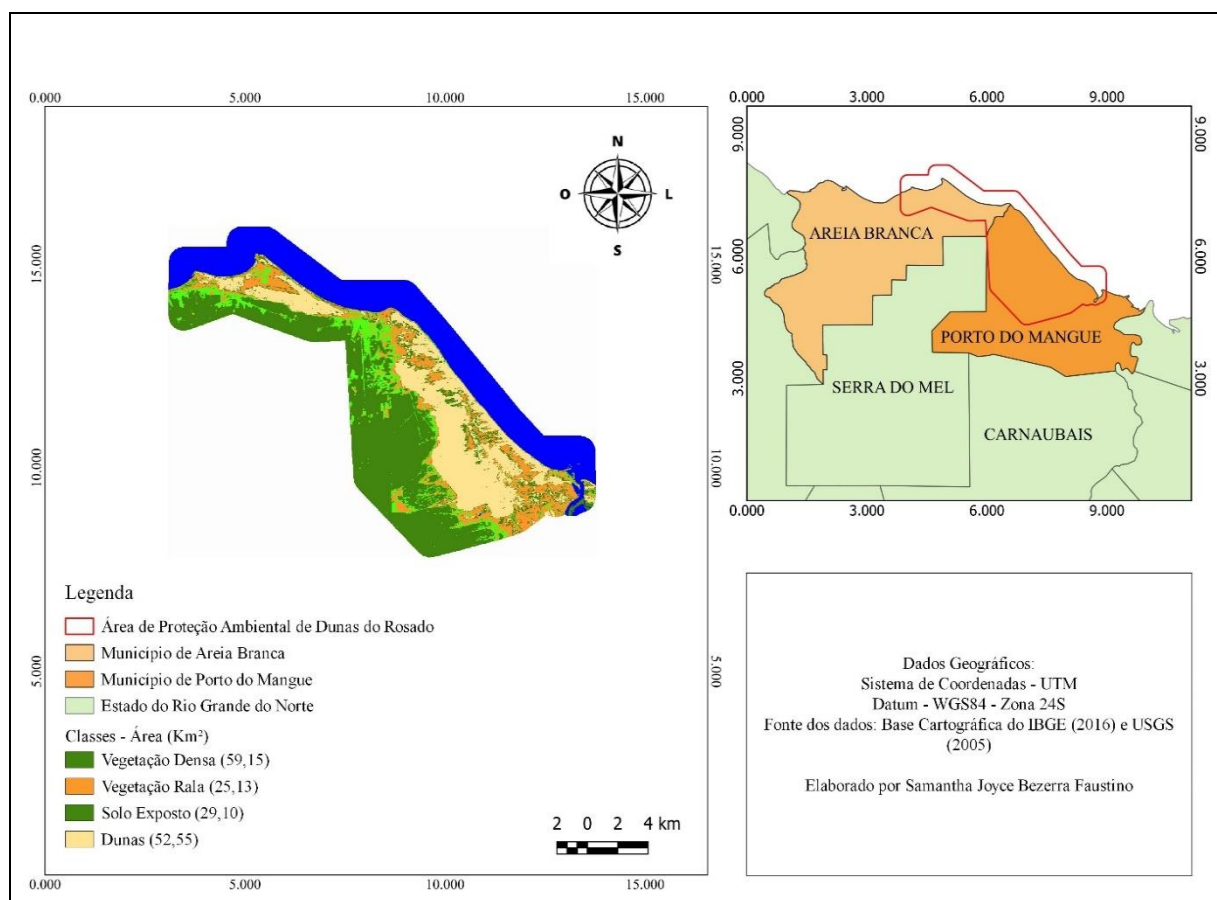 0.000 5.000 10.000 15.000
15.000
10.000
5.000
N
O L
S
15.000
10.000
5.000
Legenda
Área de Proteção Ambiental de Dunas do Rosado
Município de Areia Branca
Município de Porto do Mangue
Estado do Rio Grande do Norte
Classes - Área (Km²)
Vegetação Densa (59,15)
Vegetação Rala (25,13)
Solo Exposto (29,10)
Dunas (52,55)
2 0 2 4 km
0.000 5.000 10.000 15.000
0.000 3.000 6.000 9.000
9.000
6.000
3.000
AREIA BRANCA
PORTO DO MANGUE
SERRA DO MEL
CARNAUBAIS
9.000
6.000
3.000
0.000 3.000 6.000 9.000
Dados Geográficos:
Sistema de Coordenadas - UTM
Datum - WGS84 - Zona 24S
Fonte dos dados: Base Cartográfica do IBGE (2016) e USGS
(2005)
Elaborado por Samantha Joyce Bezerra Faustino